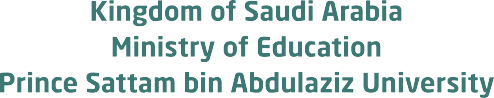 Kingdom of Saudi Arabia
Ministry of Education
Prince Sattam bin Abdulaziz University